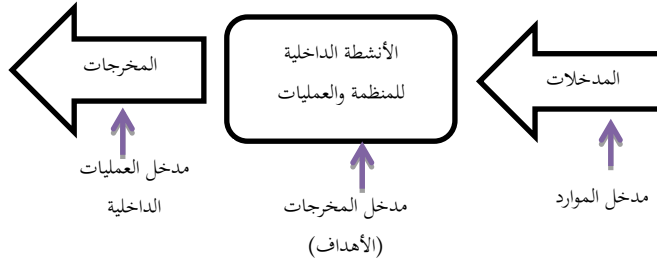 المدخلات
الأنشطة الداخلية
للمنظمة والعمليات
المخرجات
مدخل الموارد
مدخل المخرجات
(الأهداف)
مدخل العمليات
الداخلية